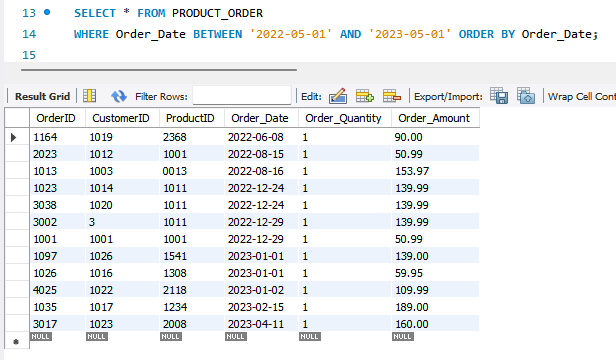 13 SELECT * FROM PRODUCT_ORDER
14 WHERE Order_Date BETWEEN '2022-05-01' AND '2023-05-01' ORDER BY Order_Date;
15
Result Grid Filter Rows: Edit: Export/Import: Wrap Cell Cont
OrderID CustomerID ProductID Order_Date Order_Quantity Order_Amount
1164 1019 2368 2022-06-08 1 90.00
2023 1012 1001 2022-08-15 1 50.99
1013 1003 0013 2022-08-16 1 153.97
1023 1014 1011 2022-12-24 1 139.99
3038 1020 1011 2022-12-24 1 139.99
3002 3 1011 2022-12-29 1 139.99
1001 1001 1001 2022-12-29 1 50.99
1097 1026 1541 2023-01-01 1 139.00
1026 1016 1308 2023-01-01 1 59.95
4025 1022 2118 2023-01-02 1 109.99
1035 1017 1234 2023-02-15 1 189.00
3017 1023 2008 2023-04-11 1 160.00
NULL NULL NULL NULL NULL NULL